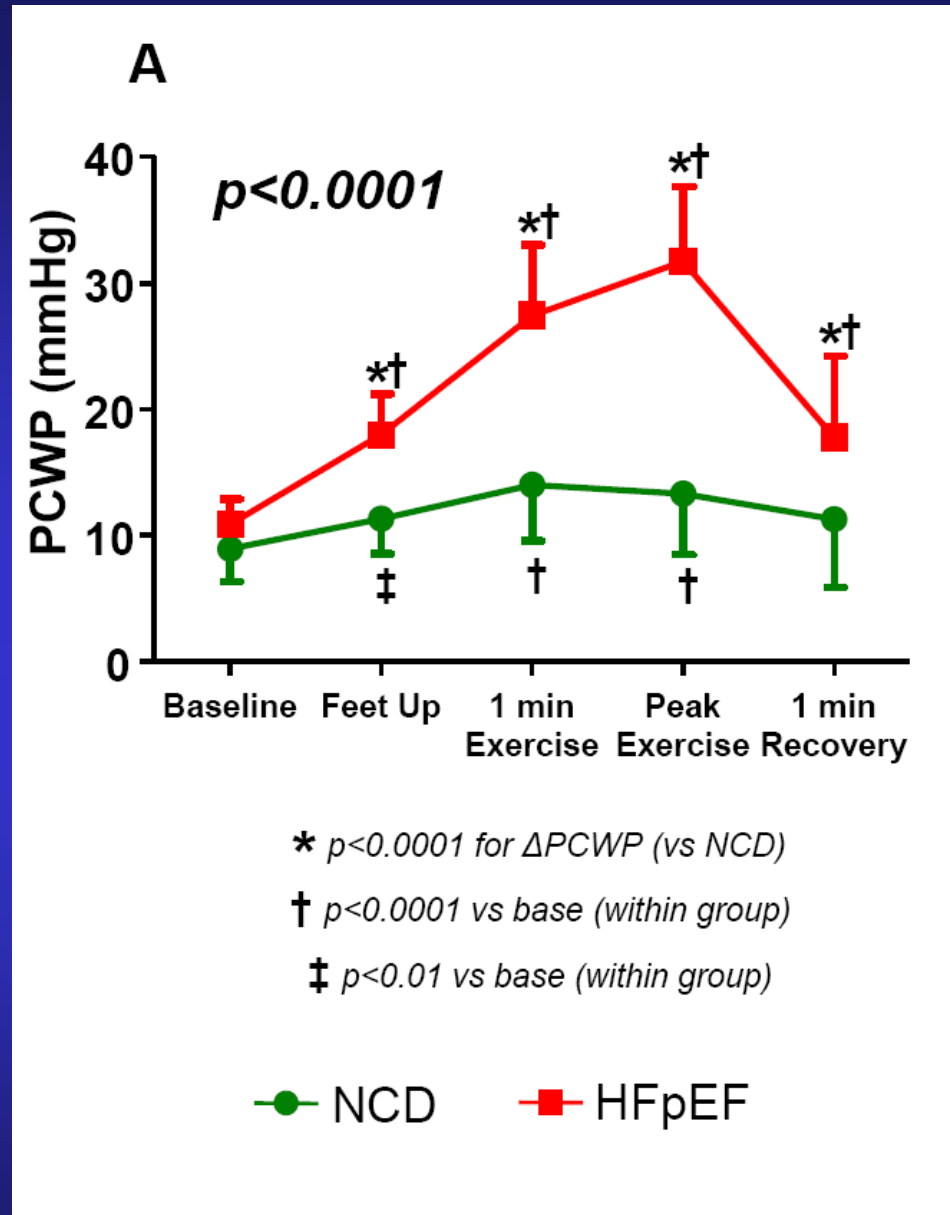 A
40
30
20
10
0
PCWP (mmHg)
p<0.0001
*†
*†
*†
*†
‡
†
†
Baseline
Feet Up
1 min
Exercise
Peak
Exercise
1 min
Recovery
* p<0.0001 for ΔPCWP (vs NCD)
† p<0.0001 vs base (within group)
‡ p<0.01 vs base (within group)
NCD
HFpEF